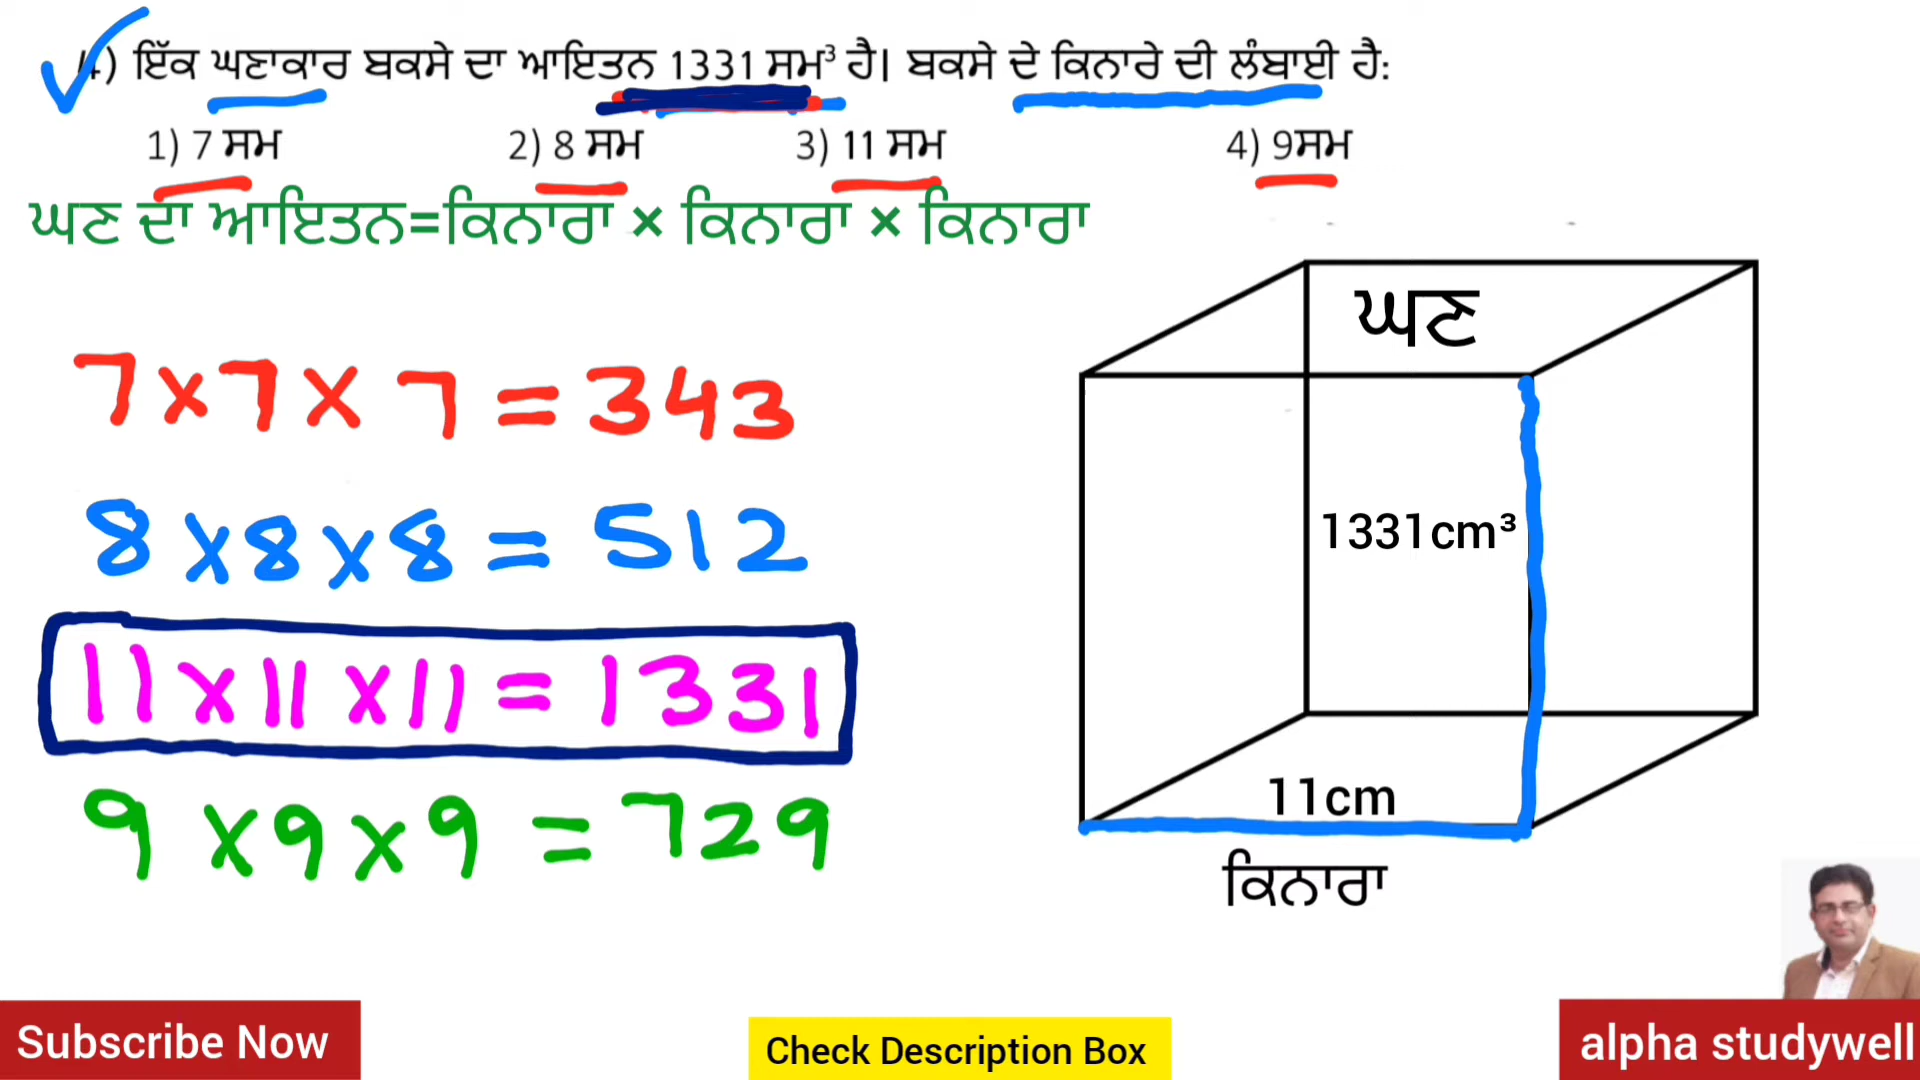 4) ਇੱਕ ਘਣਾਕਾਰ ਬਕਸੇ ਦਾ ਆਇਤਨ 1331 ਸਮ³ ਹੈ। ਬਕਸੇ ਦੇ ਕਿਨਾਰੇ ਦੀ ਲੰਬਾਈ ਹੈ:
1) 7 ਸਮ 2) 8 ਸਮ 3) 11 ਸਮ 4) 9ਸਮ
ਘਣ ਦਾ ਆਇਤਨ=ਕਿਨਾਰਾ × ਕਿਨਾਰਾ × ਕਿਨਾਰਾ
ਘਣ
7×7×7=343
1331cm³
8×8×8=512
11×11×11=1331
11cm
9×9×9=729
ਕਿਨਾਰਾ
Subscribe Now
Check Description Box
alpha studywell